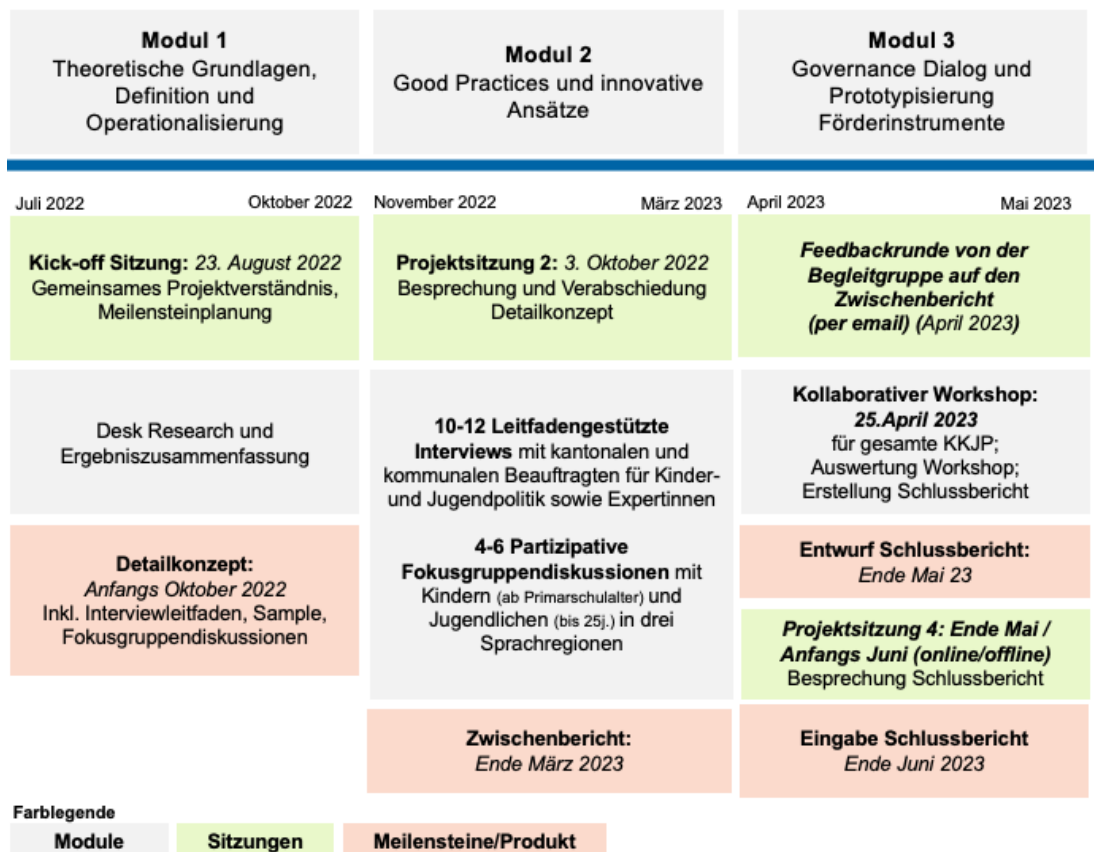 Modul 1
Theoretische Grundlagen,
Definition und
Operationalisierung
Modul 2
Good Practices und innovative
Ansätze
Modul 3
Governance Dialog und
Prototypisierung
Förderinstrumente
Juli 2022
Oktober 2022
November 2022
März 2023
April 2023
Mai 2023
Kick-off Sitzung: 23. August 2022
Gemeinsames Projektverständnis,
Meilensteinplanung
Desk Research und
Ergebniszusammenfassung
Detailkonzept:
Anfangs Oktober 2022
Inkl. Interviewleitfaden, Sample,
Fokusgruppendiskussionen
Projektsitzung 2: 3. Oktober 2022
Besprechung und Verabschiedung
Detailkonzept
10-12 Leitfadengestützte
Interviews mit kantonalen und
kommunalen Beauftragten für Kinder-
und Jugendpolitik sowie Expertinnen
4-6 Partizipative
Fokusgruppendiskussionen mit
Kindern (ab Primarschulalter) und
Jugendlichen (bis 25j.) in drei
Sprachregionen
Zwischenbericht:
Ende März 2023
Feedbackrunde von der
Begleitgruppe auf den
Zwischenbericht
(per email) (April 2023)
Kollaborativer Workshop:
25.April 2023
für gesamte KKJP;
Auswertung Workshop;
Erstellung Schlussbericht
Entwurf Schlussbericht:
Ende Mai 23
Projektsitzung 4: Ende Mai /
Anfangs Juni (online/offline)
Besprechung Schlussbericht
Eingabe Schlussbericht
Ende Juni 2023
Farblegende
Module
Sitzungen
Meilensteine/Produkt